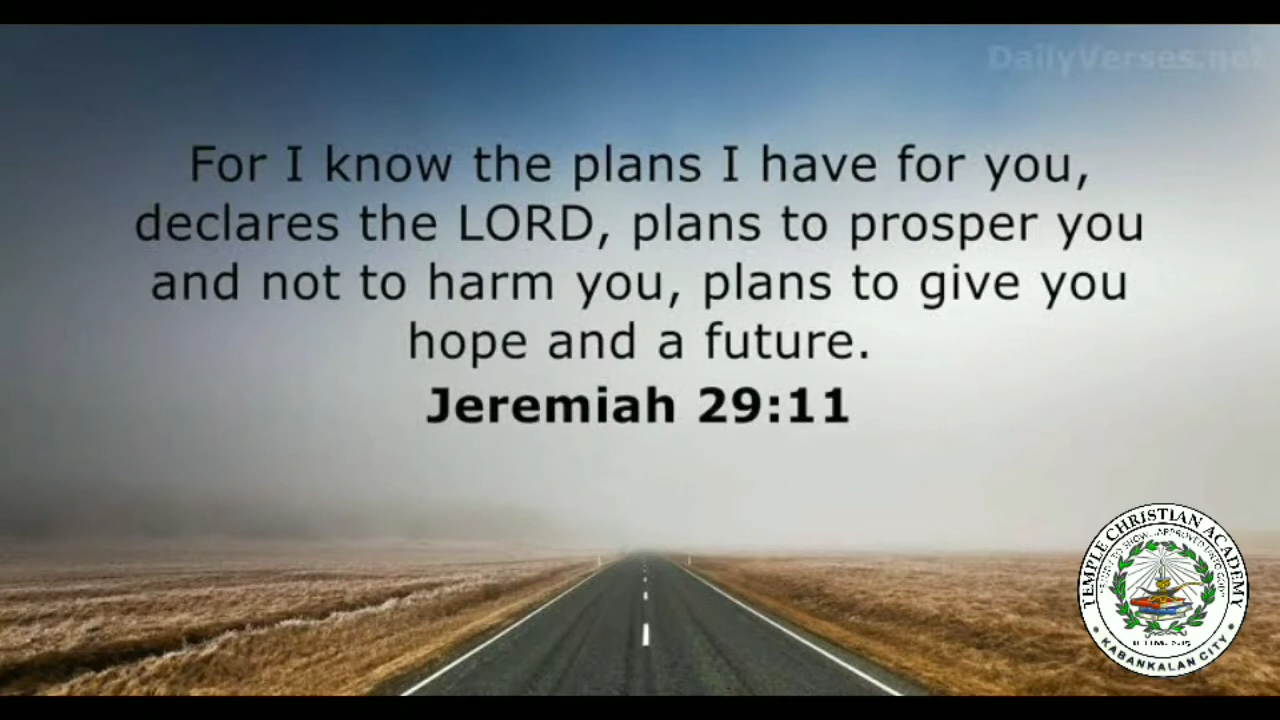 DailyVerses.net
For I know the plans I have for you,
declares the LORD, plans to prosper you
and not to harm you, plans to give you
hope and a future.
Jeremiah 29:11
TEMPLE CHRISTIAN ACADEMY
KABANKALAN CITY